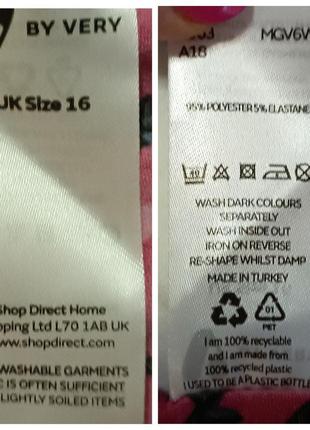 BY VERY
UK Size 16
Shop Direct Home
pping Ltd L70 1AB UK
www.shopdirect.com
WASHABLE GARMENTS
C IS OFTEN SUFFICIENT
LIGHTLY SOILED ITEMS
A18
MGV6W
95% POLYESTER 5% ELASTANE
40
WASH DARK COLOURS
SEPARATELY
WASH INSIDE OUT
IRON ON REVERSE
RE-SHAPE WHILST DAMP
MADE IN TURKEY
01
PET
I am 100% recyclable
and I am made from
100% recycled plastic
I USED TO BE A PLASTIC BOTTLE